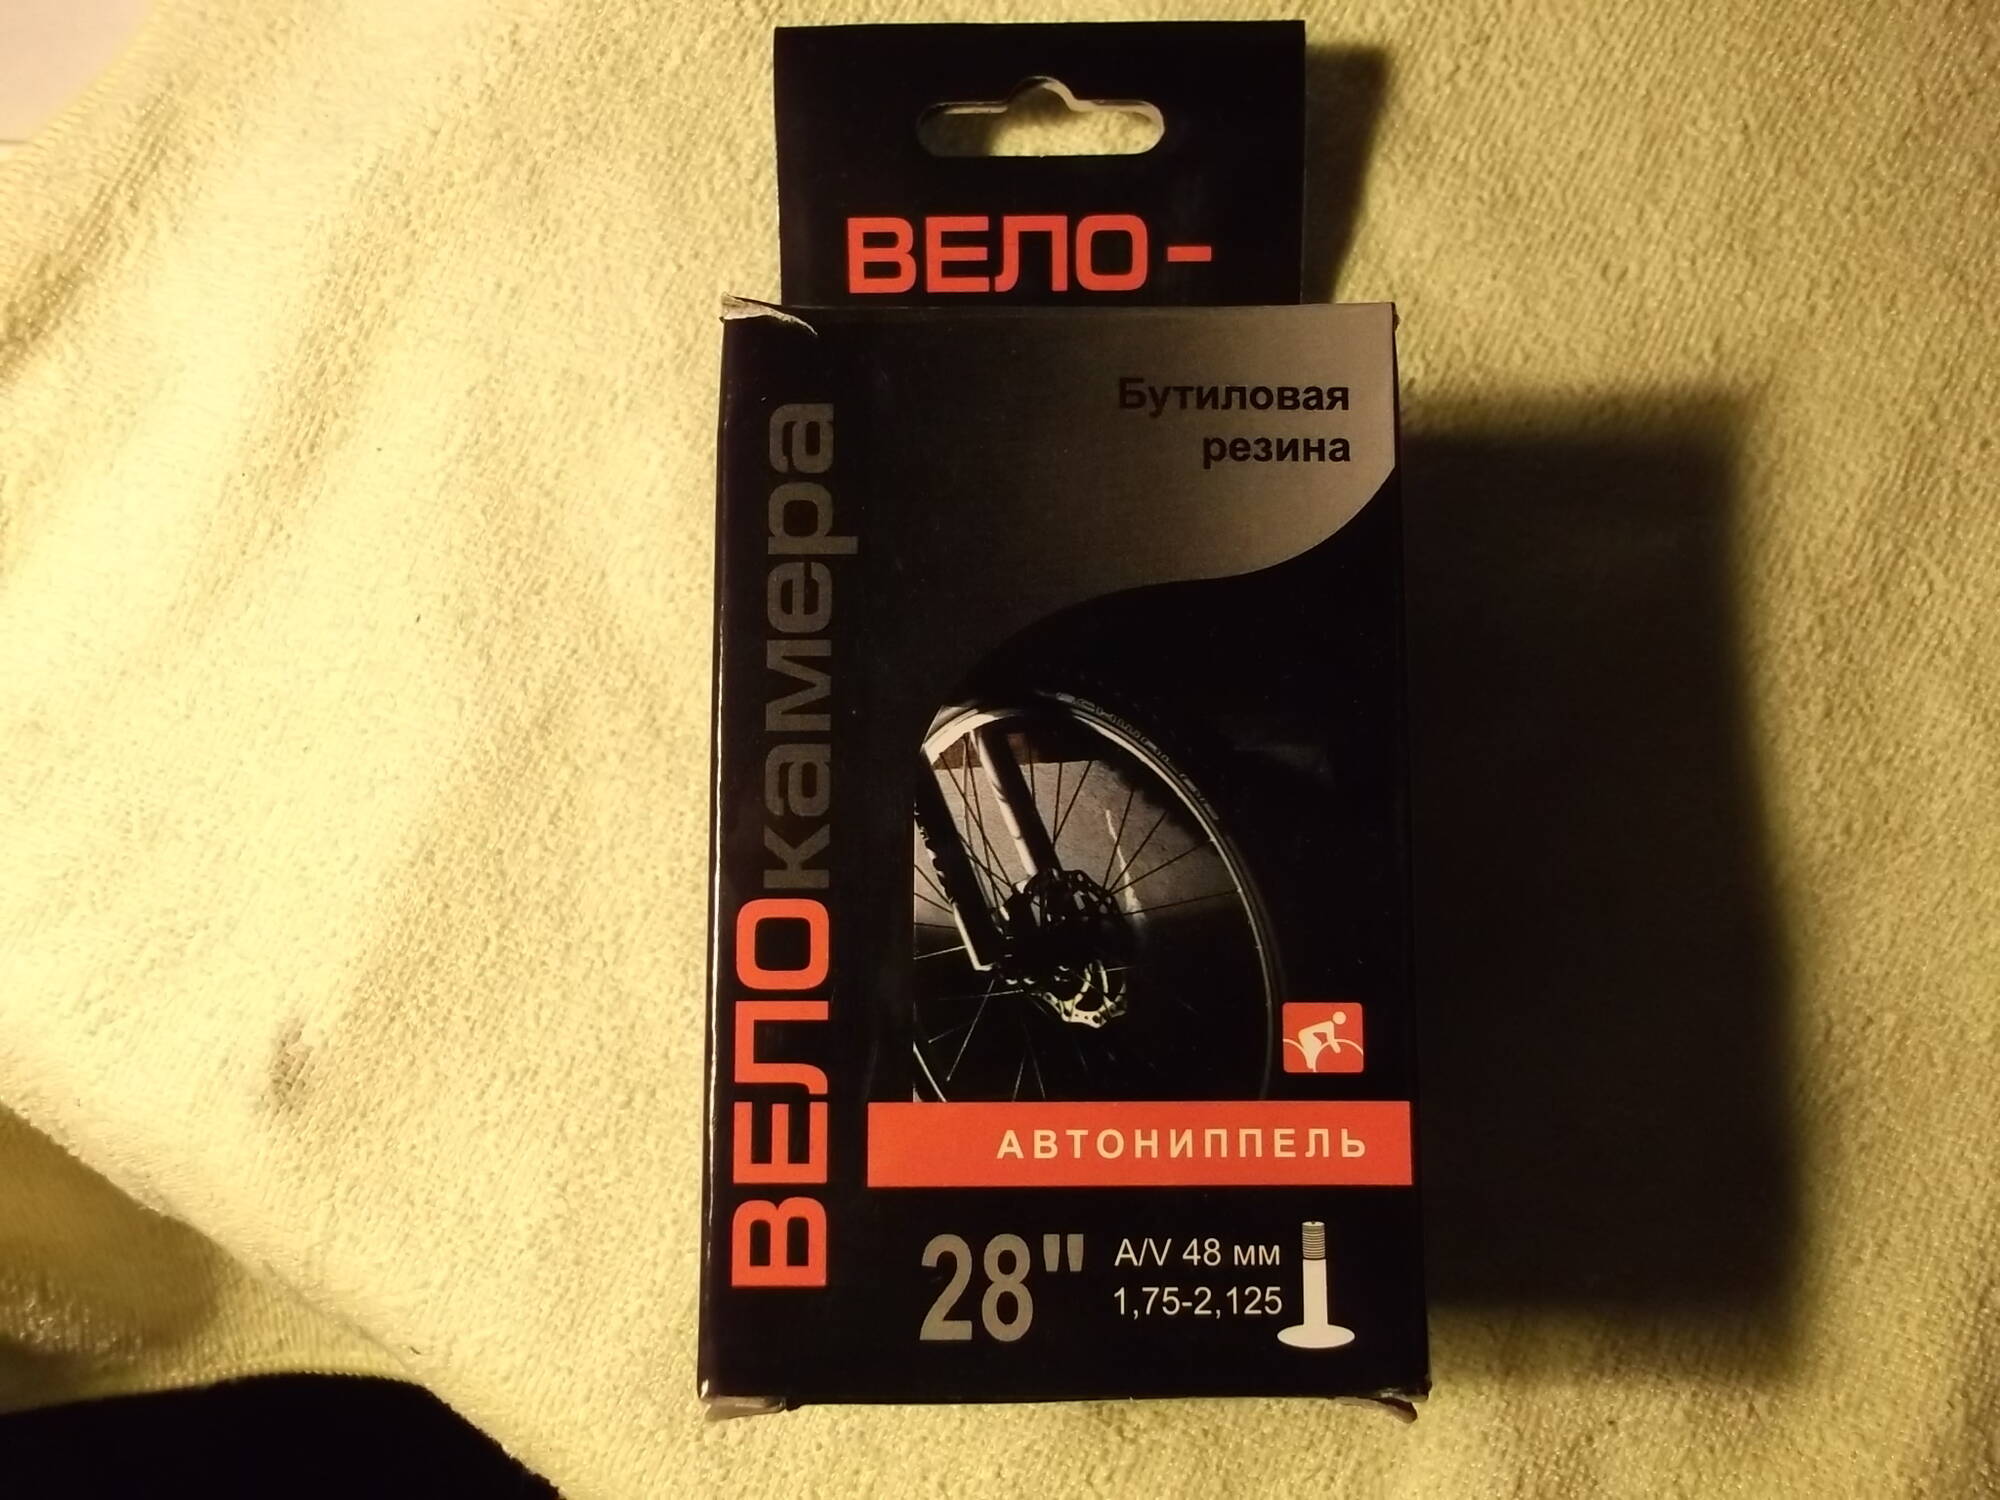 ВЕЛО-
Бутиловая
резина
ВЕЛОкамера
АВТОНИППЕЛЬ
28" A/V 48 мм
1,75-2,125